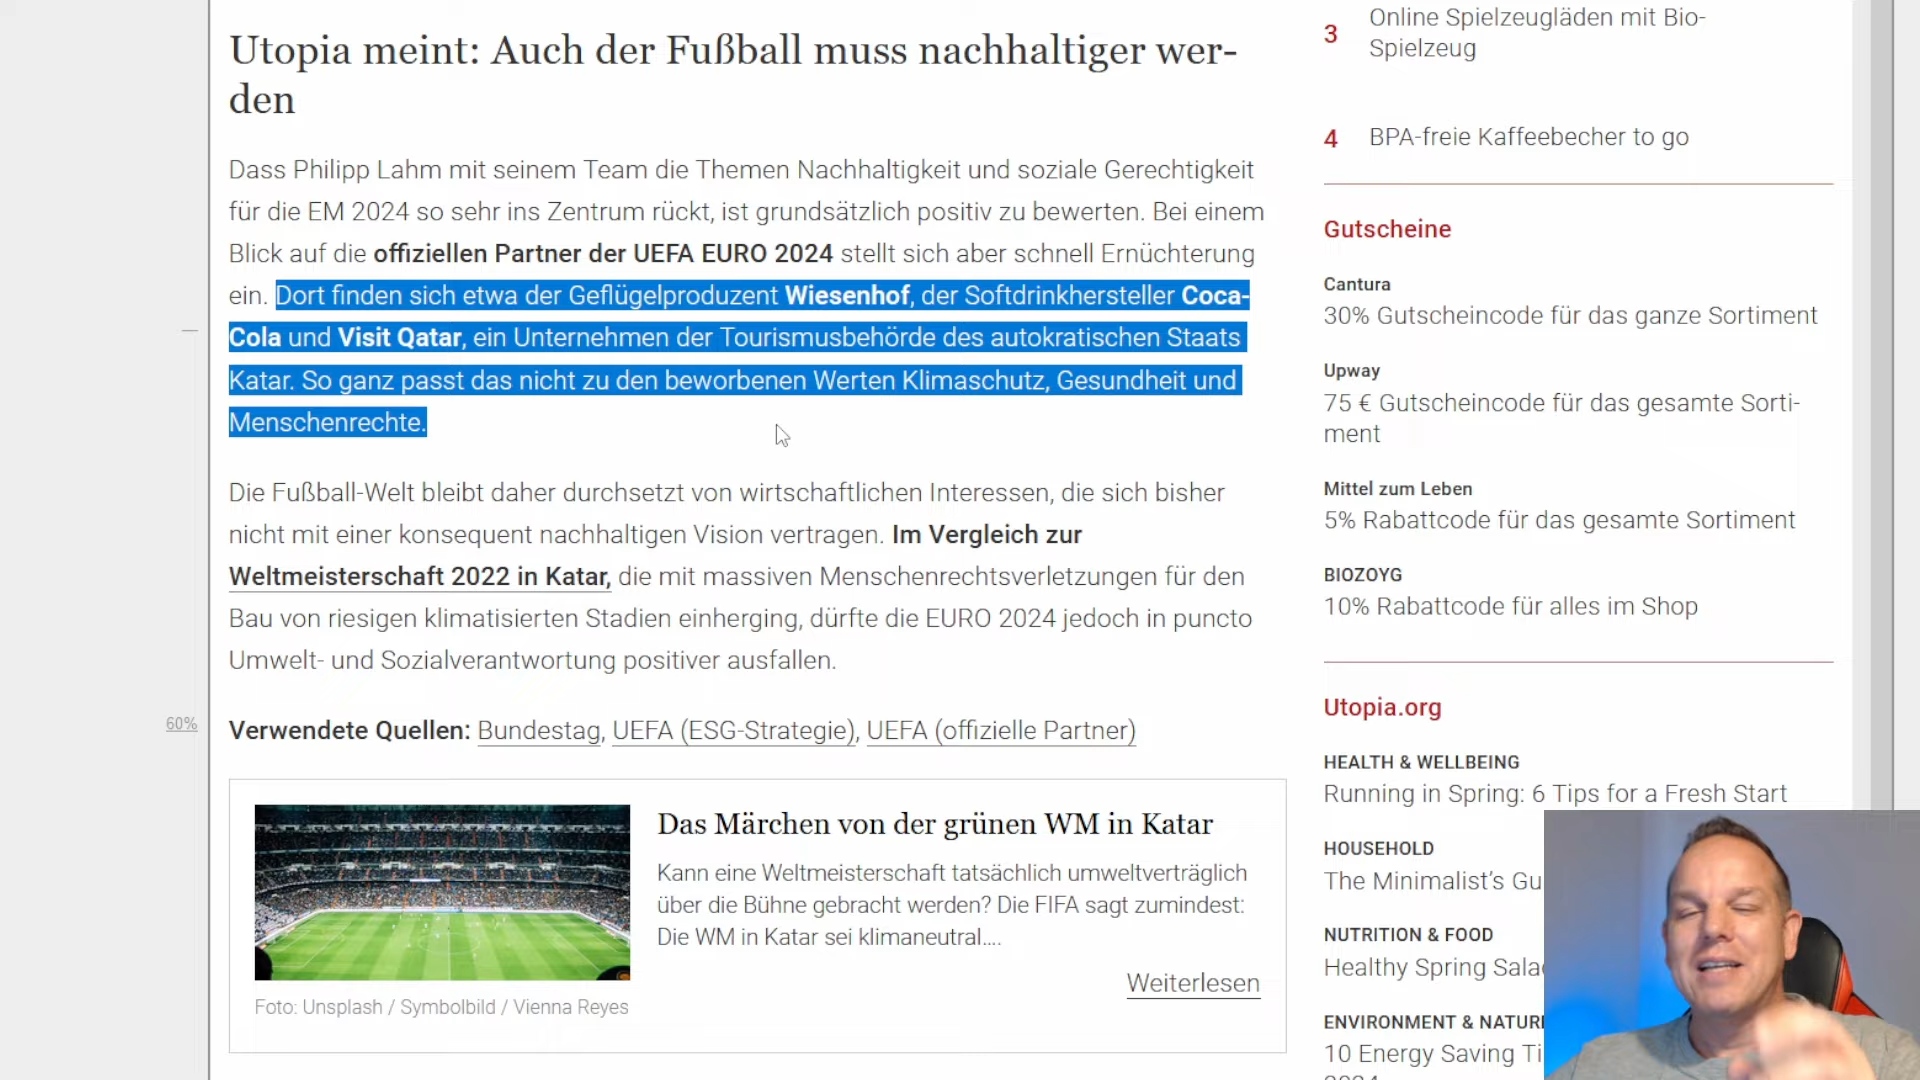 Utopia meint: Auch der Fußball muss nachhaltiger wer-
den
Dass Philipp Lahm mit seinem Team die Themen Nachhaltigkeit und soziale Gerechtigkeit
für die EM 2024 so sehr ins Zentrum rückt, ist grundsätzlich positiv zu bewerten. Bei einem
Blick auf die offiziellen Partner der UEFA EURO 2024 stellt sich aber schnell Ernüchterung
ein. Dort finden sich etwa der Geflügelproduzent Wiesenhof, der Softdrinkhersteller Coca-
Cola und Visit Qatar, ein Unternehmen der Tourismusbehörde des autokratischen Staats
Katar. So ganz passt das nicht zu den beworbenen Werten Klimaschutz, Gesundheit und
Menschenrechte.
Die Fußball-Welt bleibt daher durchsetzt von wirtschaftlichen Interessen, die sich bisher
nicht mit einer konsequent nachhaltigen Vision vertragen. Im Vergleich zur
Weltmeisterschaft 2022 in Katar, die mit massiven Menschenrechtsverletzungen für den
Bau von riesigen klimatisierten Stadien einherging, dürfte die EURO 2024 jedoch in puncto
Umwelt- und Sozialverantwortung positiver ausfallen.
60%
Verwendete Quellen: Bundestag, UEFA (ESG-Strategie), UEFA (offizielle Partner)
Das Märchen von der grünen WM in Katar
Kann eine Weltmeisterschaft tatsächlich umweltverträglich
über die Bühne gebracht werden? Die FIFA sagt zumindest:
Die WM in Katar sei klimaneutral....
Weiterlesen
Foto: Unsplash / Symbolbild / Vienna Reyes
3 Online Spielzeugläden mit Bio-
Spielzeug
4 BPA-freie Kaffeebecher to go
Gutscheine
Cantura
30% Gutscheincode für das ganze Sortiment
Upway
75 € Gutscheincode für das gesamte Sorti-
ment
Mittel zum Leben
5% Rabattcode für das gesamte Sortiment
BIOZOYG
10% Rabattcode für alles im Shop
Utopia.org
HEALTH & WELLBEING
Running in Spring: 6 Tips for a Fresh Start
HOUSEHOLD
The Minimalist's Gu
NUTRITION & FOOD
Healthy Spring Sala
ENVIRONMENT & NATUR
10 Energy Saving Ti